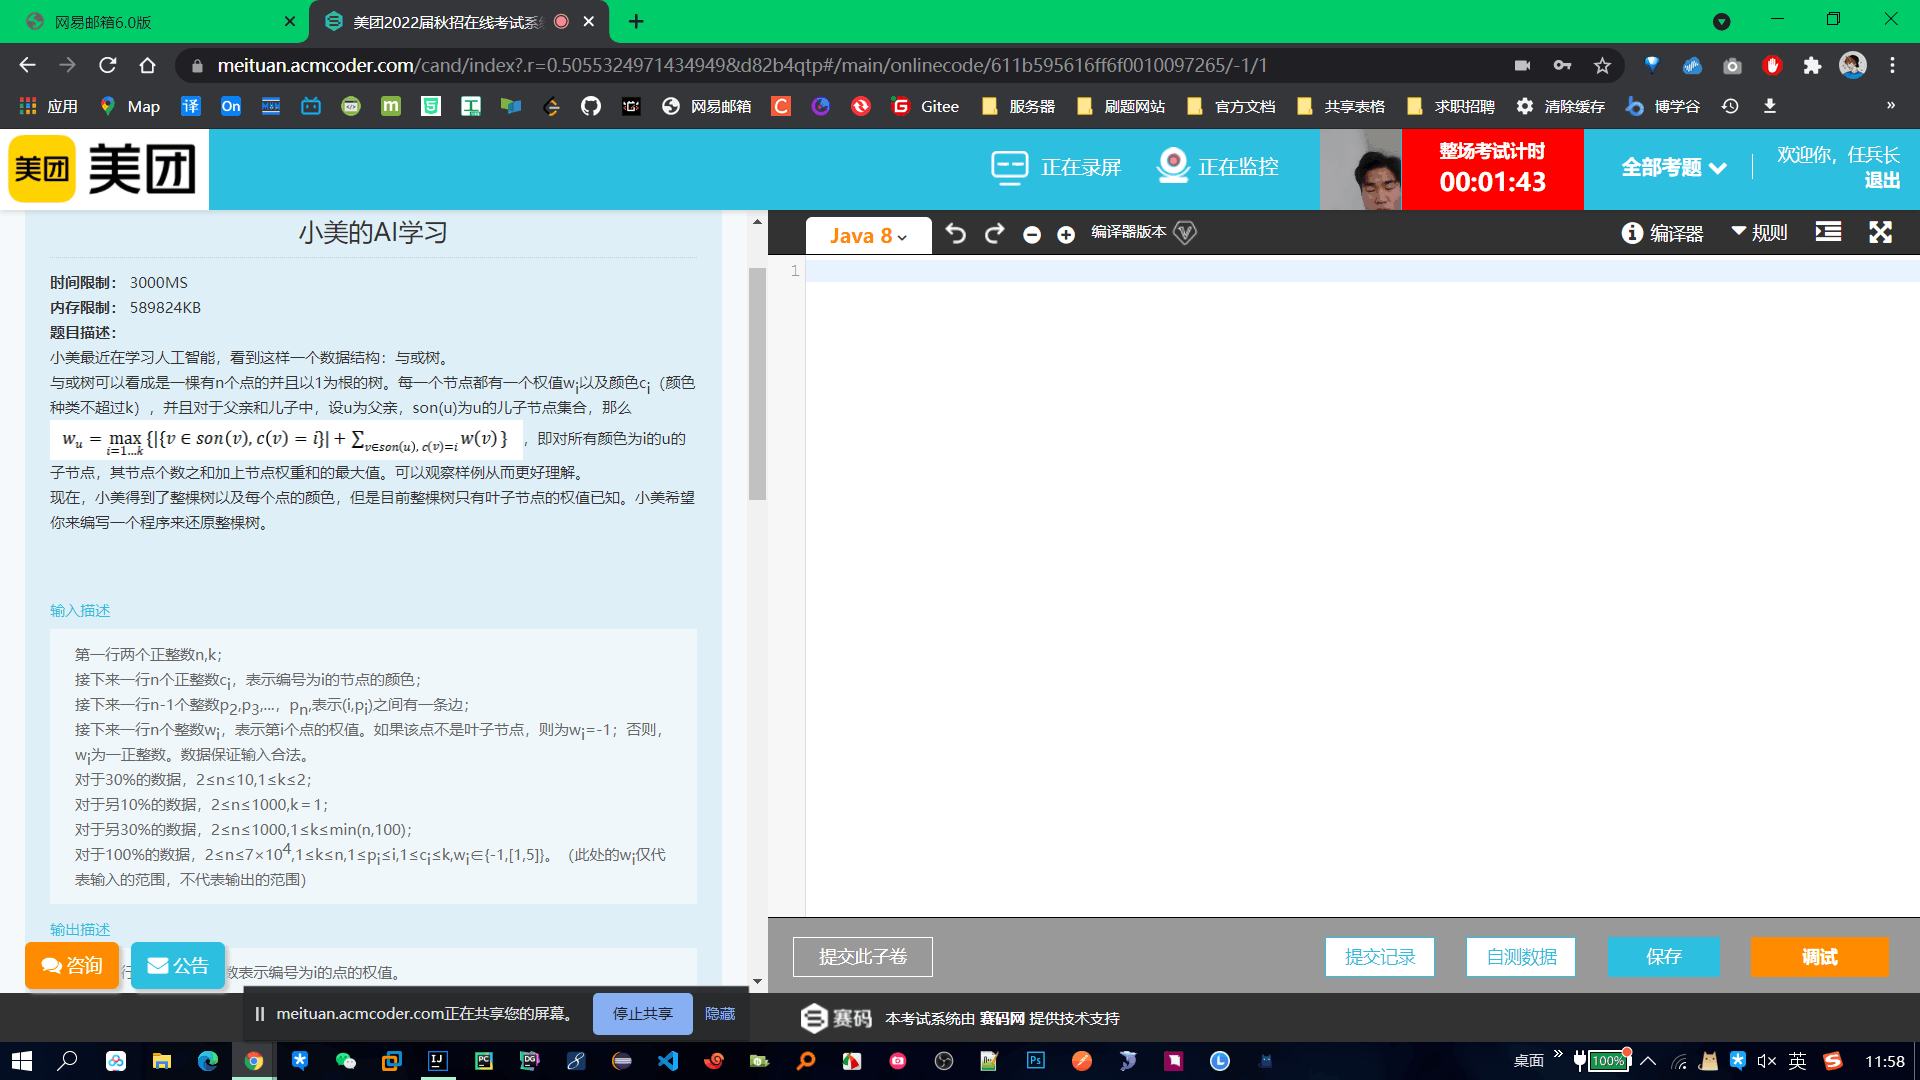 网易邮箱6.0版
美团2022届秋招在线考试系统
meituan.acmcoder.com/cand/index?.r=0.5055324971434949&d82b4qtp#/main/onlinecode/611b595616ff6f0010097265/-1/1
应用 Map 译 On 网易邮箱 Gitee 服务器 刷题网站 官方文档 共享表格 求职招聘 清除缓存 博学谷 »
美团 美团
正在录屏 正在监控
整场考试计时
00:01:43
全部考题
欢迎你，任兵长
退出
小美的AI学习
时间限制： 3000MS
内存限制： 589824KB
题目描述：
小美最近在学习人工智能，看到这样一个数据结构：与或树。
与或树可以看成是一棵有n个点的并且以1为根的树。每一个节点都有一个权值wi以及颜色ci（颜色
种类不超过k），并且对于父亲和儿子中，设u为父亲，son(u)为u的儿子节点集合，那么
w_u = max_{i=1...k} {|{v ∈ son(v), c(v) = i}| + ∑_{v∈son(u), c(v)=i} w(v)}，即对所有颜色为i的u的
子节点，其节点个数之和加上节点权重和的最大值。可以观察样例从而更好理解。
现在，小美得到了整棵树以及每个点的颜色，但是目前整棵树只有叶子节点的权值已知。小美希望
你来编写一个程序来还原整棵树。
输入描述
第一行两个正整数n,k；
接下来一行n个正整数ci，表示编号为i的节点的颜色；
接下来一行n-1个整数p2,p3,...，pn,表示(i,pi)之间有一条边；
接下来一行n个整数wi，表示第i个点的权值。如果该点不是叶子节点，则为wi=-1；否则，
wi为一正整数。数据保证输入合法。
对于30%的数据，2≤n≤10,1≤k≤2；
对于另10%的数据，2≤n≤1000,k＝1；
对于另30%的数据，2≤n≤1000,1≤k≤min(n,100)；
对于100%的数据，2≤n≤7×10^4,1≤k≤n,1≤pi≤i,1≤ci≤k,wi∈{-1,[1,5]}。（此处的wi仅代
表输入的范围，不代表输出的范围）
输出描述
数表示编号为i的点的权值。
咨询 公告
Java 8 编译器版本 编译器 规则
1
提交此子卷 提交记录 自测数据 保存 调试
meituan.acmcoder.com正在共享您的屏幕。 停止共享 隐藏
赛码 本考试系统由 赛码网 提供技术支持
桌面 » 100% 英 11:58